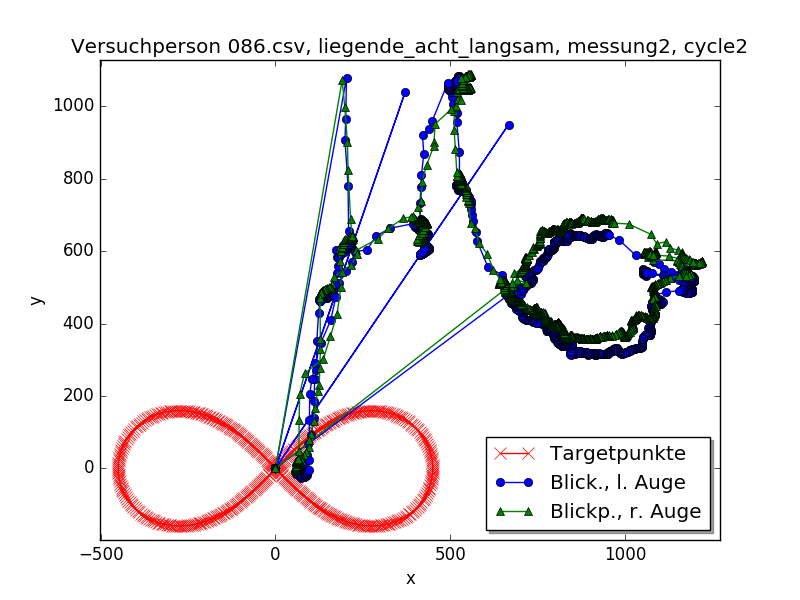 Versuchperson 086.csv, liegende_acht_langsam, messung2, cycle2
1000
800
600
400
200
0
y
−500
0
500
1000
x
Targetpunkte
Blick., l. Auge
Blickp., r. Auge